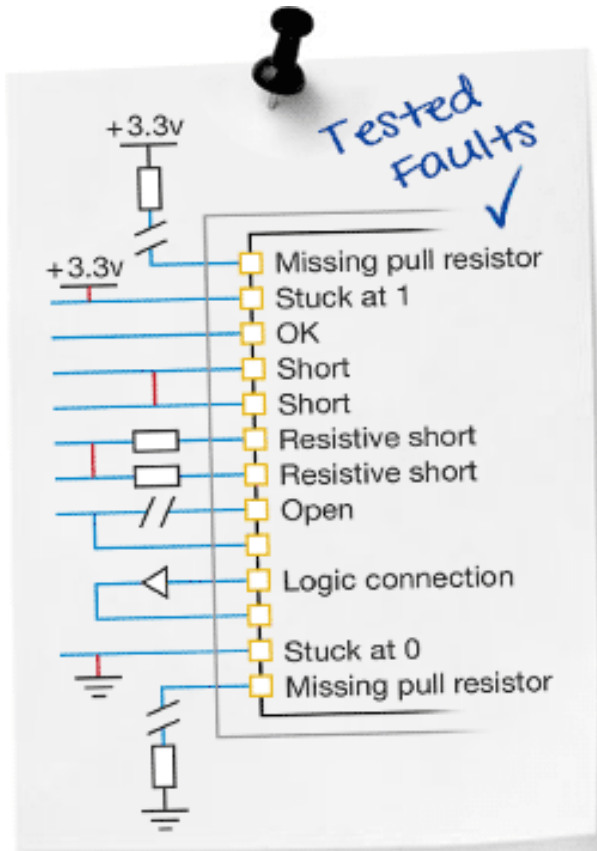 Tested
Faults
+3.3v
Missing pull resistor
+3.3v
Stuck at 1
OK
Short
Short
Resistive short
Resistive short
Open
Logic connection
Stuck at 0
Missing pull resistor